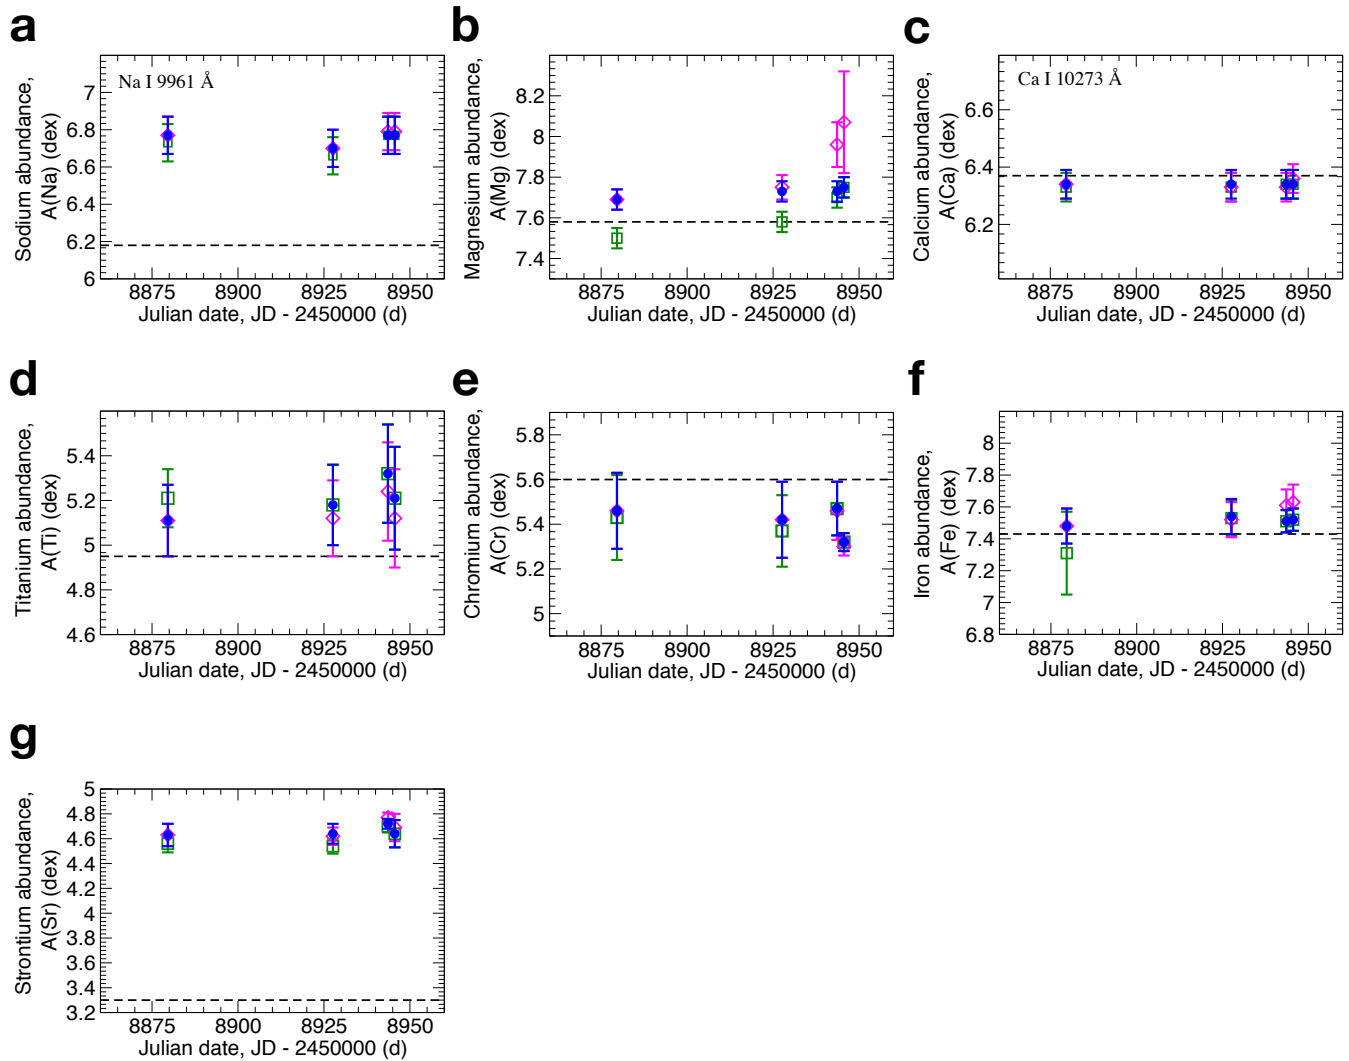 a
Sodium abundance,
A(Na) (dex)
Na I 9961 Å
7
6.8
6.6
6.4
6.2
6
8875 8900 8925 8950
Julian date, JD - 2450000 (d)
b
Magnesium abundance,
A(Mg) (dex)
8.2
8
7.8
7.6
7.4
8875 8900 8925 8950
Julian date, JD - 2450000 (d)
c
Calcium abundance,
A(Ca) (dex)
Ca I 10273 Å
6.6
6.4
6.2
8875 8900 8925 8950
Julian date, JD - 2450000 (d)
d
Titanium abundance,
A(Ti) (dex)
5.4
5.2
5
4.8
4.6
8875 8900 8925 8950
Julian date, JD - 2450000 (d)
e
Chromium abundance,
A(Cr) (dex)
5.8
5.6
5.4
5.2
5
8875 8900 8925 8950
Julian date, JD - 2450000 (d)
f
Iron abundance,
A(Fe) (dex)
8
7.8
7.6
7.4
7.2
7
6.8
8875 8900 8925 8950
Julian date, JD - 2450000 (d)
g
Strontium abundance,
A(Sr) (dex)
5
4.8
4.6
4.4
4.2
4
3.8
3.6
3.4
3.2
8875 8900 8925 8950
Julian date, JD - 2450000 (d)